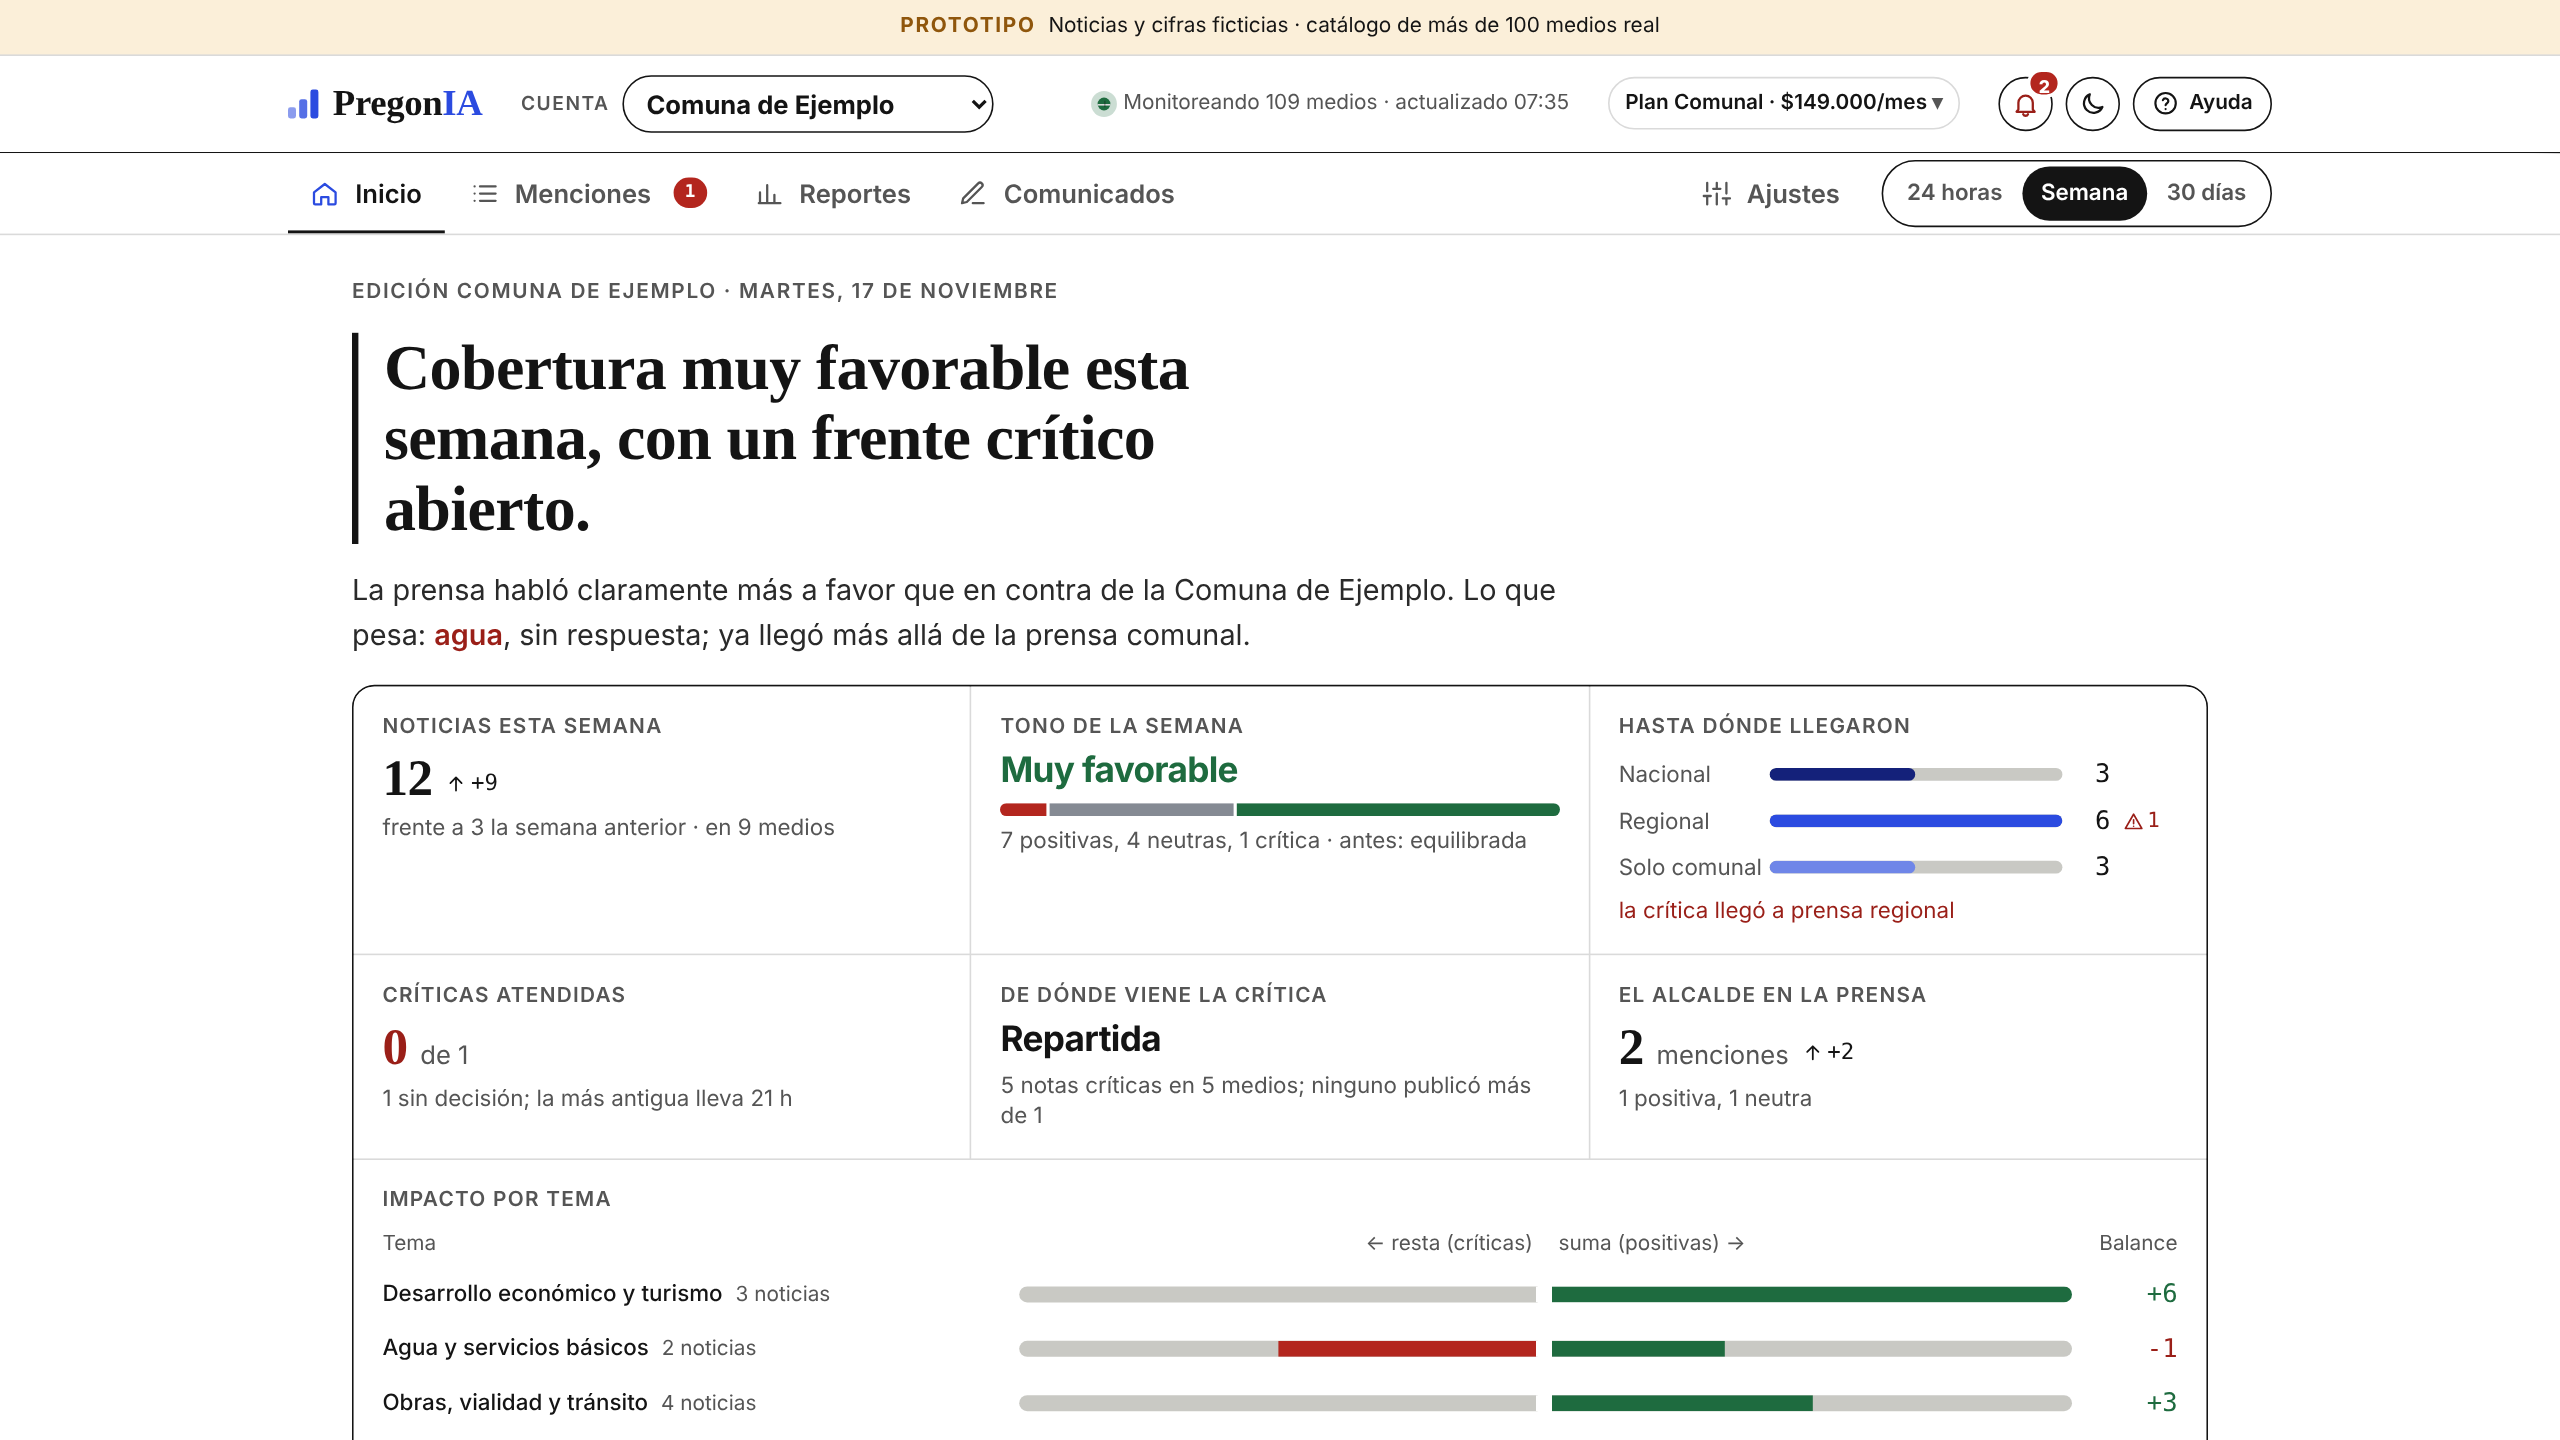 PROTOTIPO Noticias y cifras ficticias · catálogo de más de 100 medios real
PregonIA CUENTA Comuna de Ejemplo Monitoreando 109 medios · actualizado 07:35 Plan Comunal · $149.000/mes ▾ 2 Ayuda
Inicio Menciones 1 Reportes Comunicados Ajustes 24 horas Semana 30 días
EDICIÓN COMUNA DE EJEMPLO · MARTES, 17 DE NOVIEMBRE
Cobertura muy favorable esta
semana, con un frente crítico
abierto.
La prensa habló claramente más a favor que en contra de la Comuna de Ejemplo. Lo que
pesa: agua, sin respuesta; ya llegó más allá de la prensa comunal.
NOTICIAS ESTA SEMANA
12 ↑ +9
frente a 3 la semana anterior · en 9 medios
TONO DE LA SEMANA
Muy favorable
7 positivas, 4 neutras, 1 crítica · antes: equilibrada
HASTA DÓNDE LLEGARON
Nacional 3
Regional 6 ⚠ 1
Solo comunal 3
la crítica llegó a prensa regional
CRÍTICAS ATENDIDAS
0 de 1
1 sin decisión; la más antigua lleva 21 h
DE DÓNDE VIENE LA CRÍTICA
Repartida
5 notas críticas en 5 medios; ninguno publicó más
de 1
EL ALCALDE EN LA PRENSA
2 menciones ↑ +2
1 positiva, 1 neutra
IMPACTO POR TEMA
Tema ← resta (críticas) suma (positivas) → Balance
Desarrollo económico y turismo 3 noticias +6
Agua y servicios básicos 2 noticias -1
Obras, vialidad y tránsito 4 noticias +3